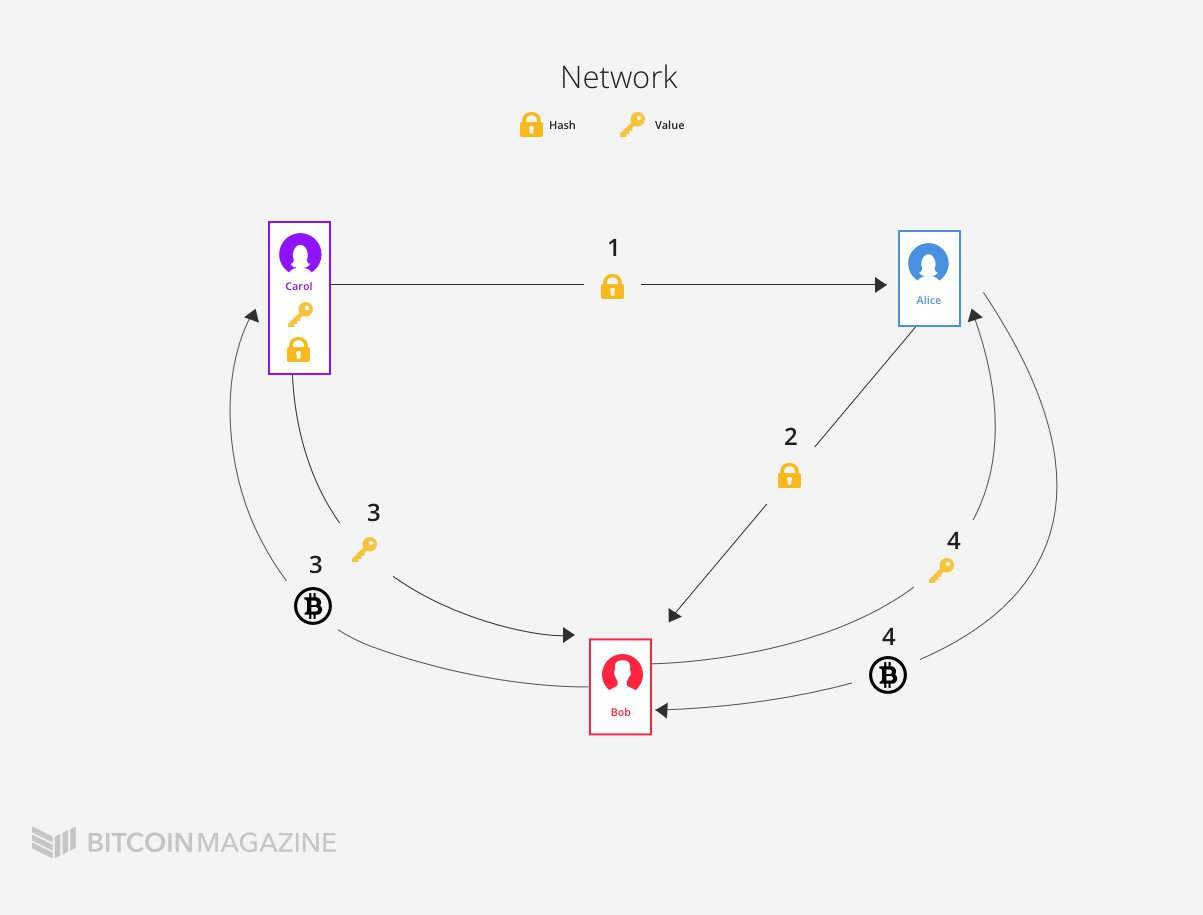 Network
Hash
Value
1
Carol
Alice
2
3
3
4
4
Bob
BITCOINMAGAZINE